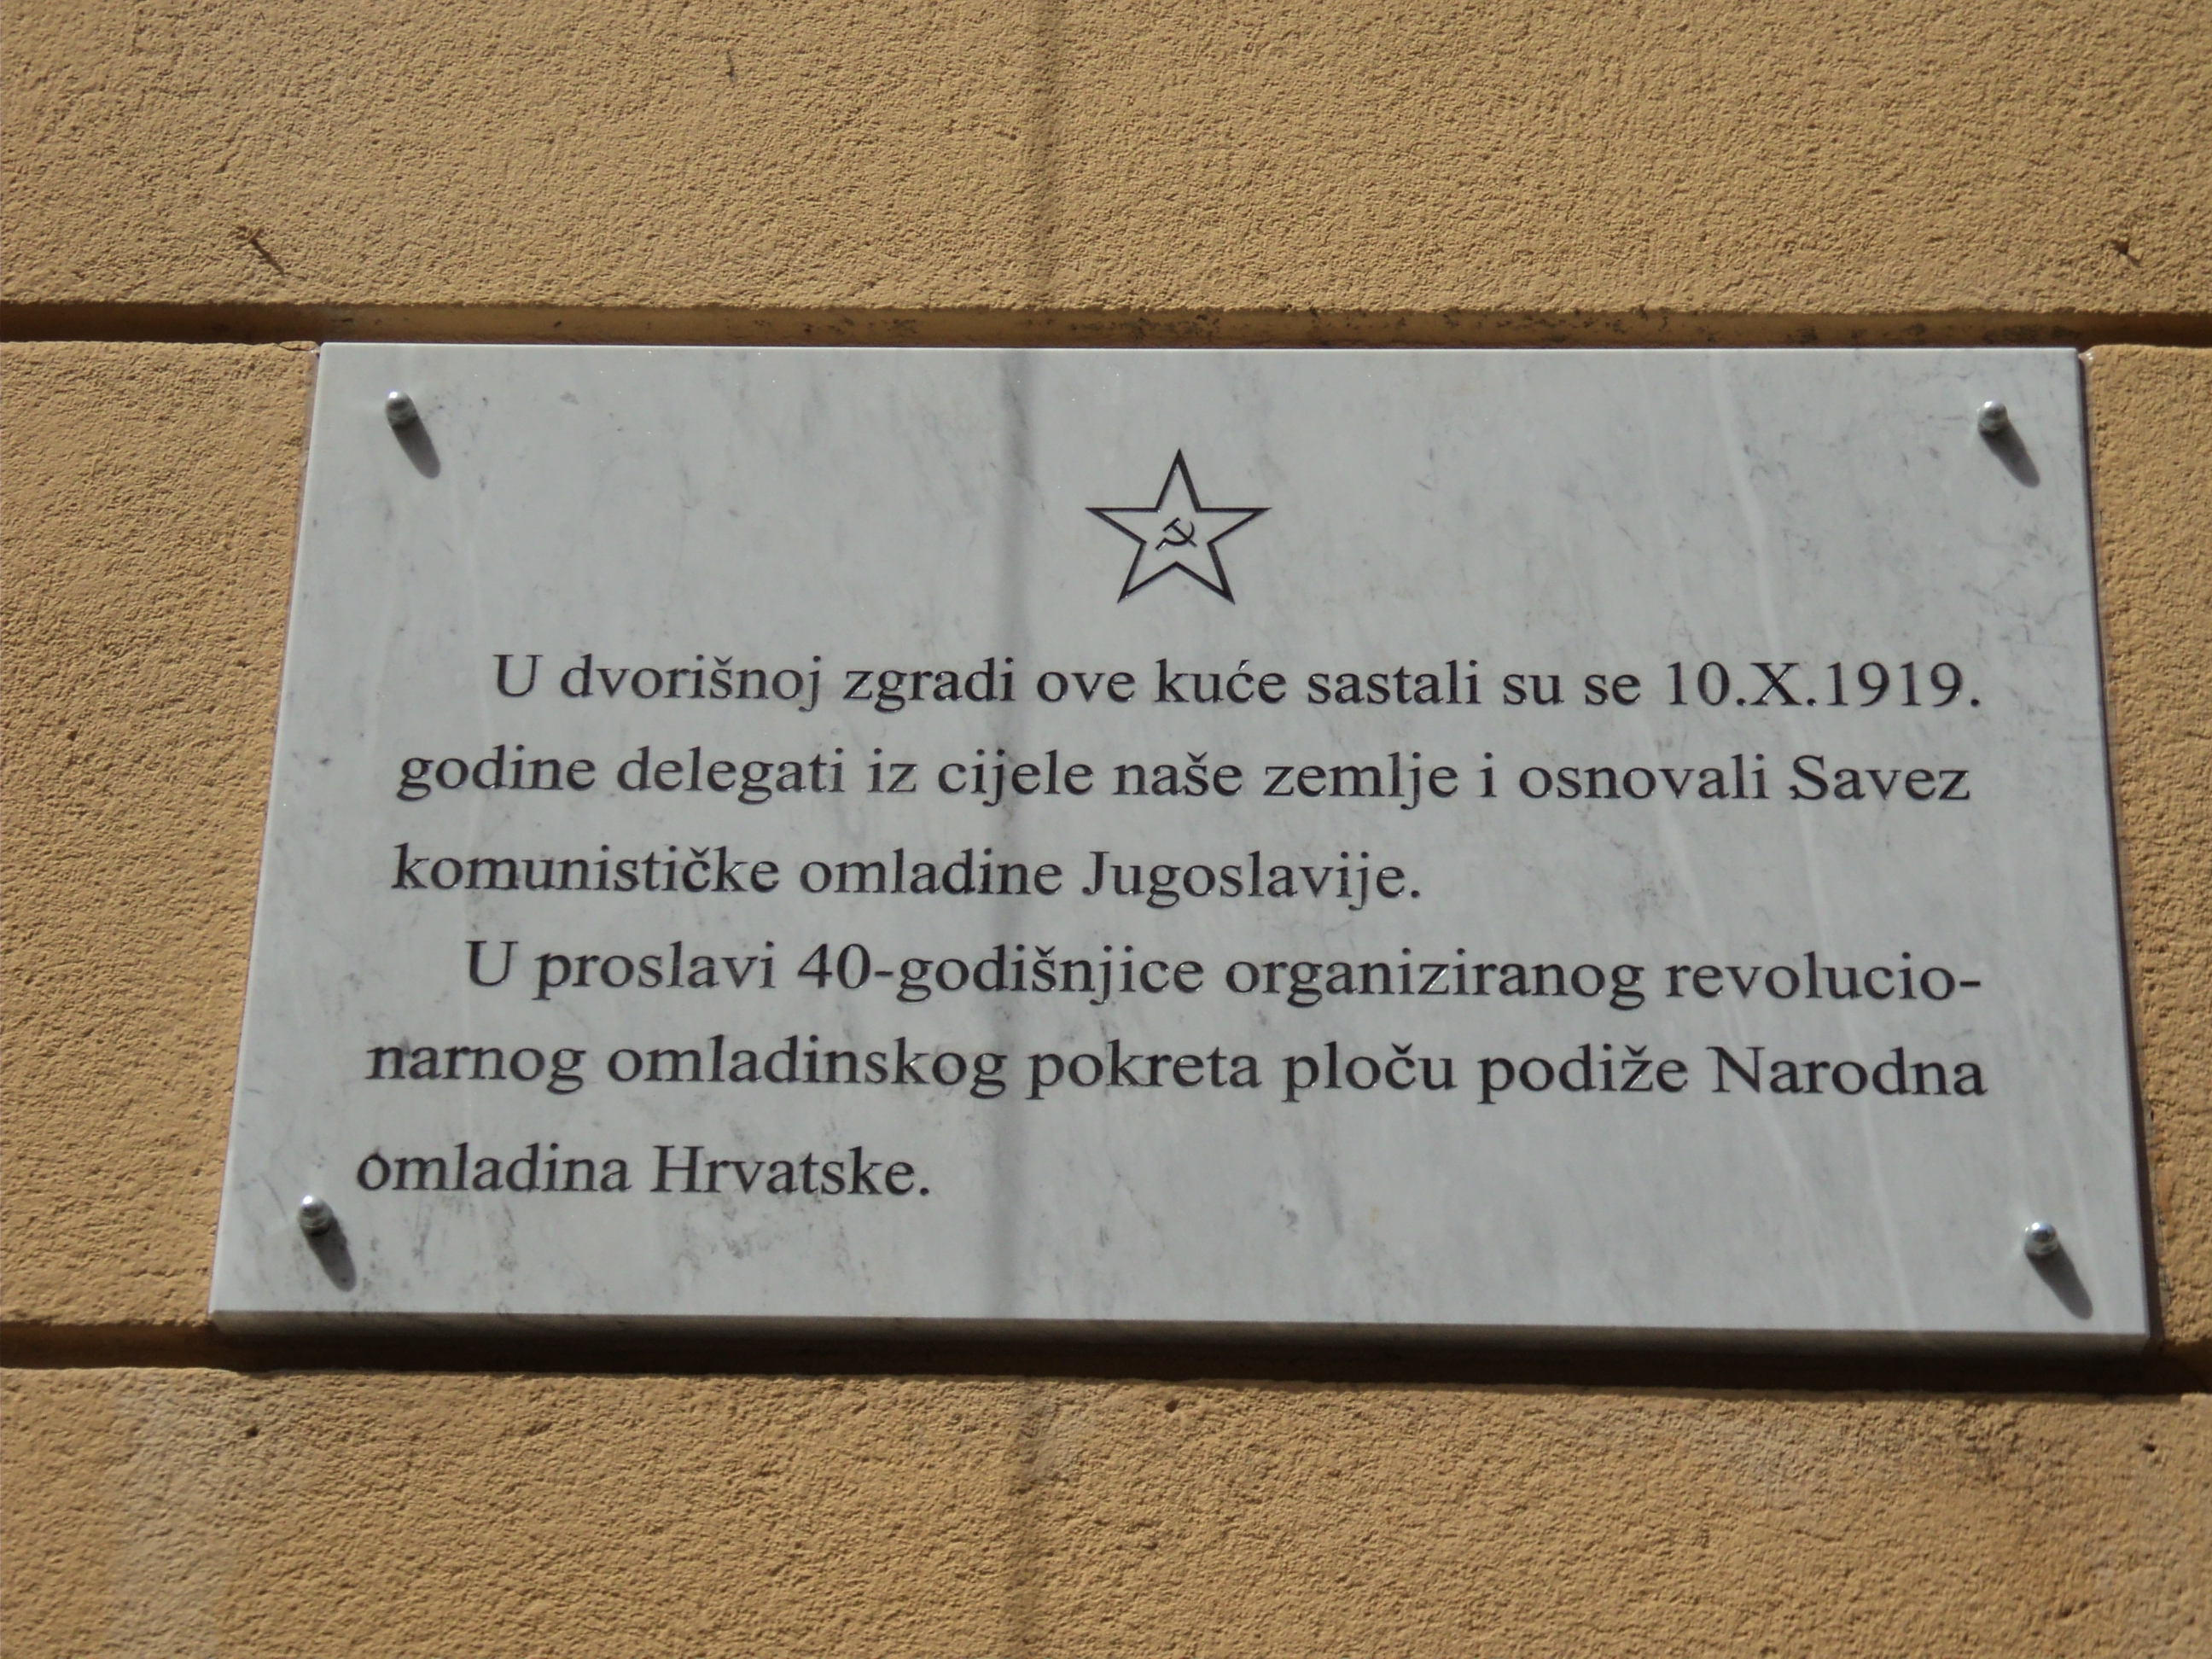 U dvorišnoj zgradi ove kuće sastali su se 10.X.1919.
godine delegati iz cijele naše zemlje i osnovali Savez
komunističke omladine Jugoslavije.
U proslavi 40-godišnjice organiziranog revolucio-
narnog omladinskog pokreta ploču podiže Narodna
omladina Hrvatske.